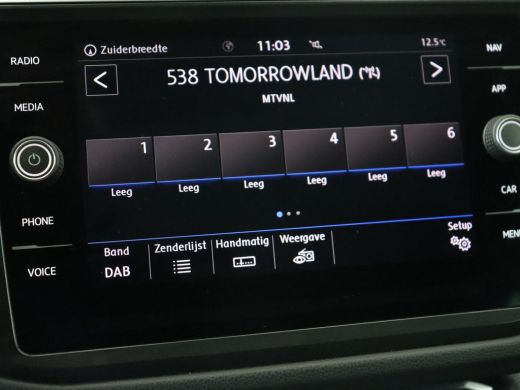 RADIO
MEDIA
PHONE
VOICE
Zuiderbreedte
11:03
12.5°C
538 TOMORROWLAND
MTVNL
1 2 3 4 5 6
Leeg Leeg Leeg Leeg Leeg Leeg
Band
DAB
Zenderlijst
Handmatig
Weergave
Setup
NAV
APP
CAR
MEN